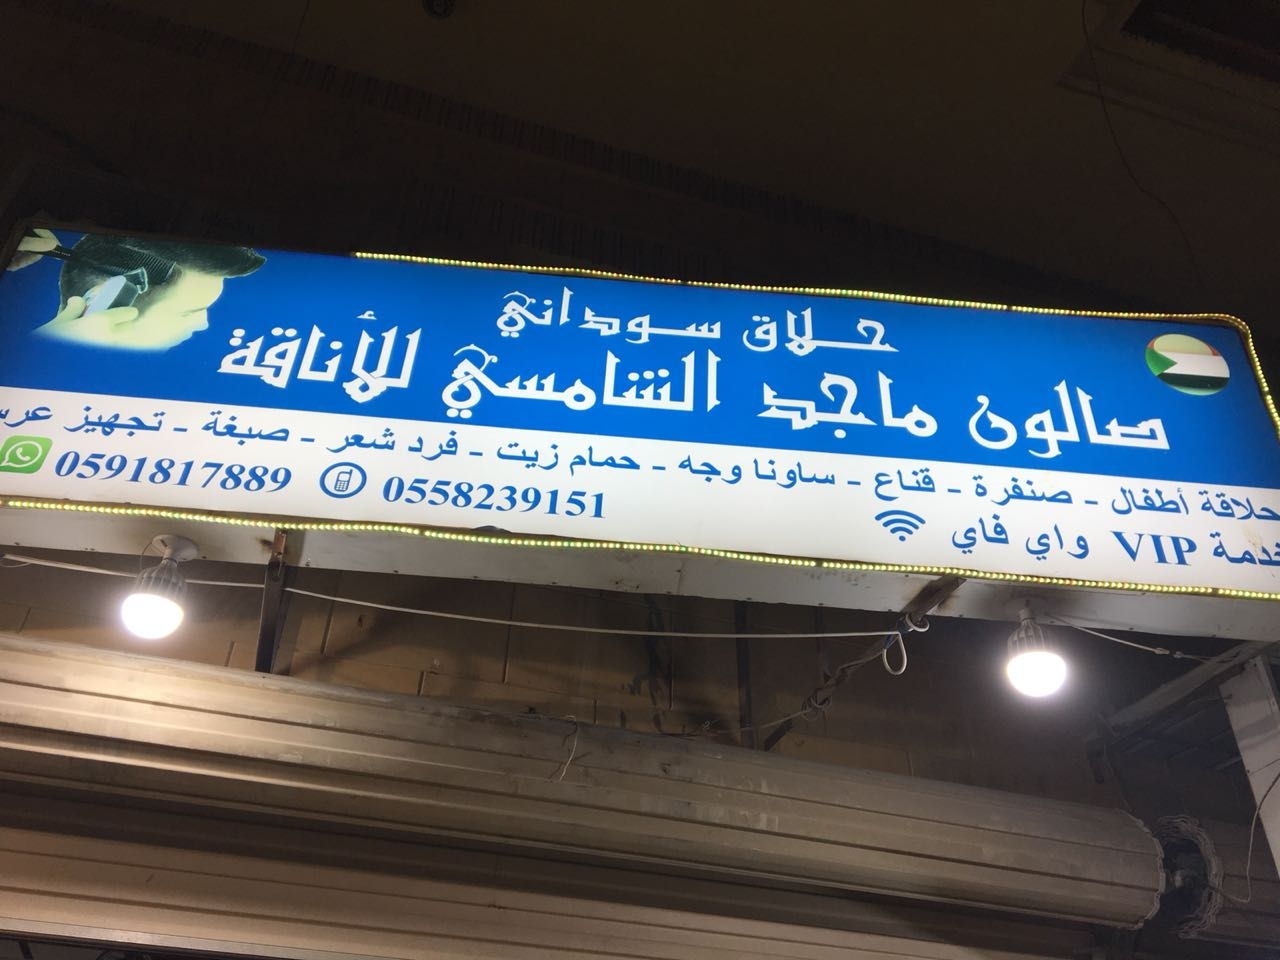 حلاق سوداني
صالون ماجد الشامسي للأناقة
حلاقة أطفال - صنفرة - قناع - ساونا وجه - حمام زيت - فرد شعر - صبغة - تجهيز
خدمة VIP واي فاي 0558239151 0591817889